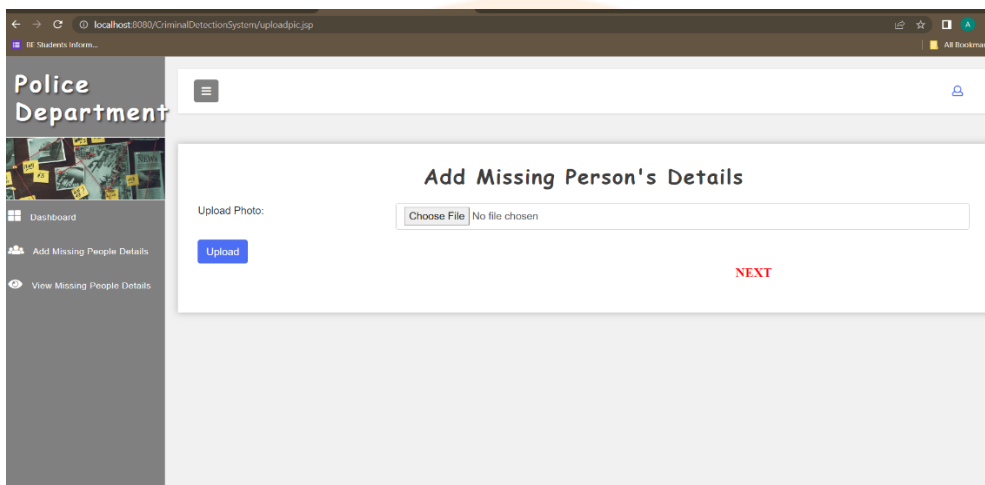 localhost:8080/CriminalDetectionSystem/uploadpic.jsp
A
BE Students Inform...
All Bookmar
Police
Department
Add Missing Person's Details
Upload Photo:
Choose File No file chosen
Upload
NEXT
Dashboard
Add Missing People Details
View Missing People Details